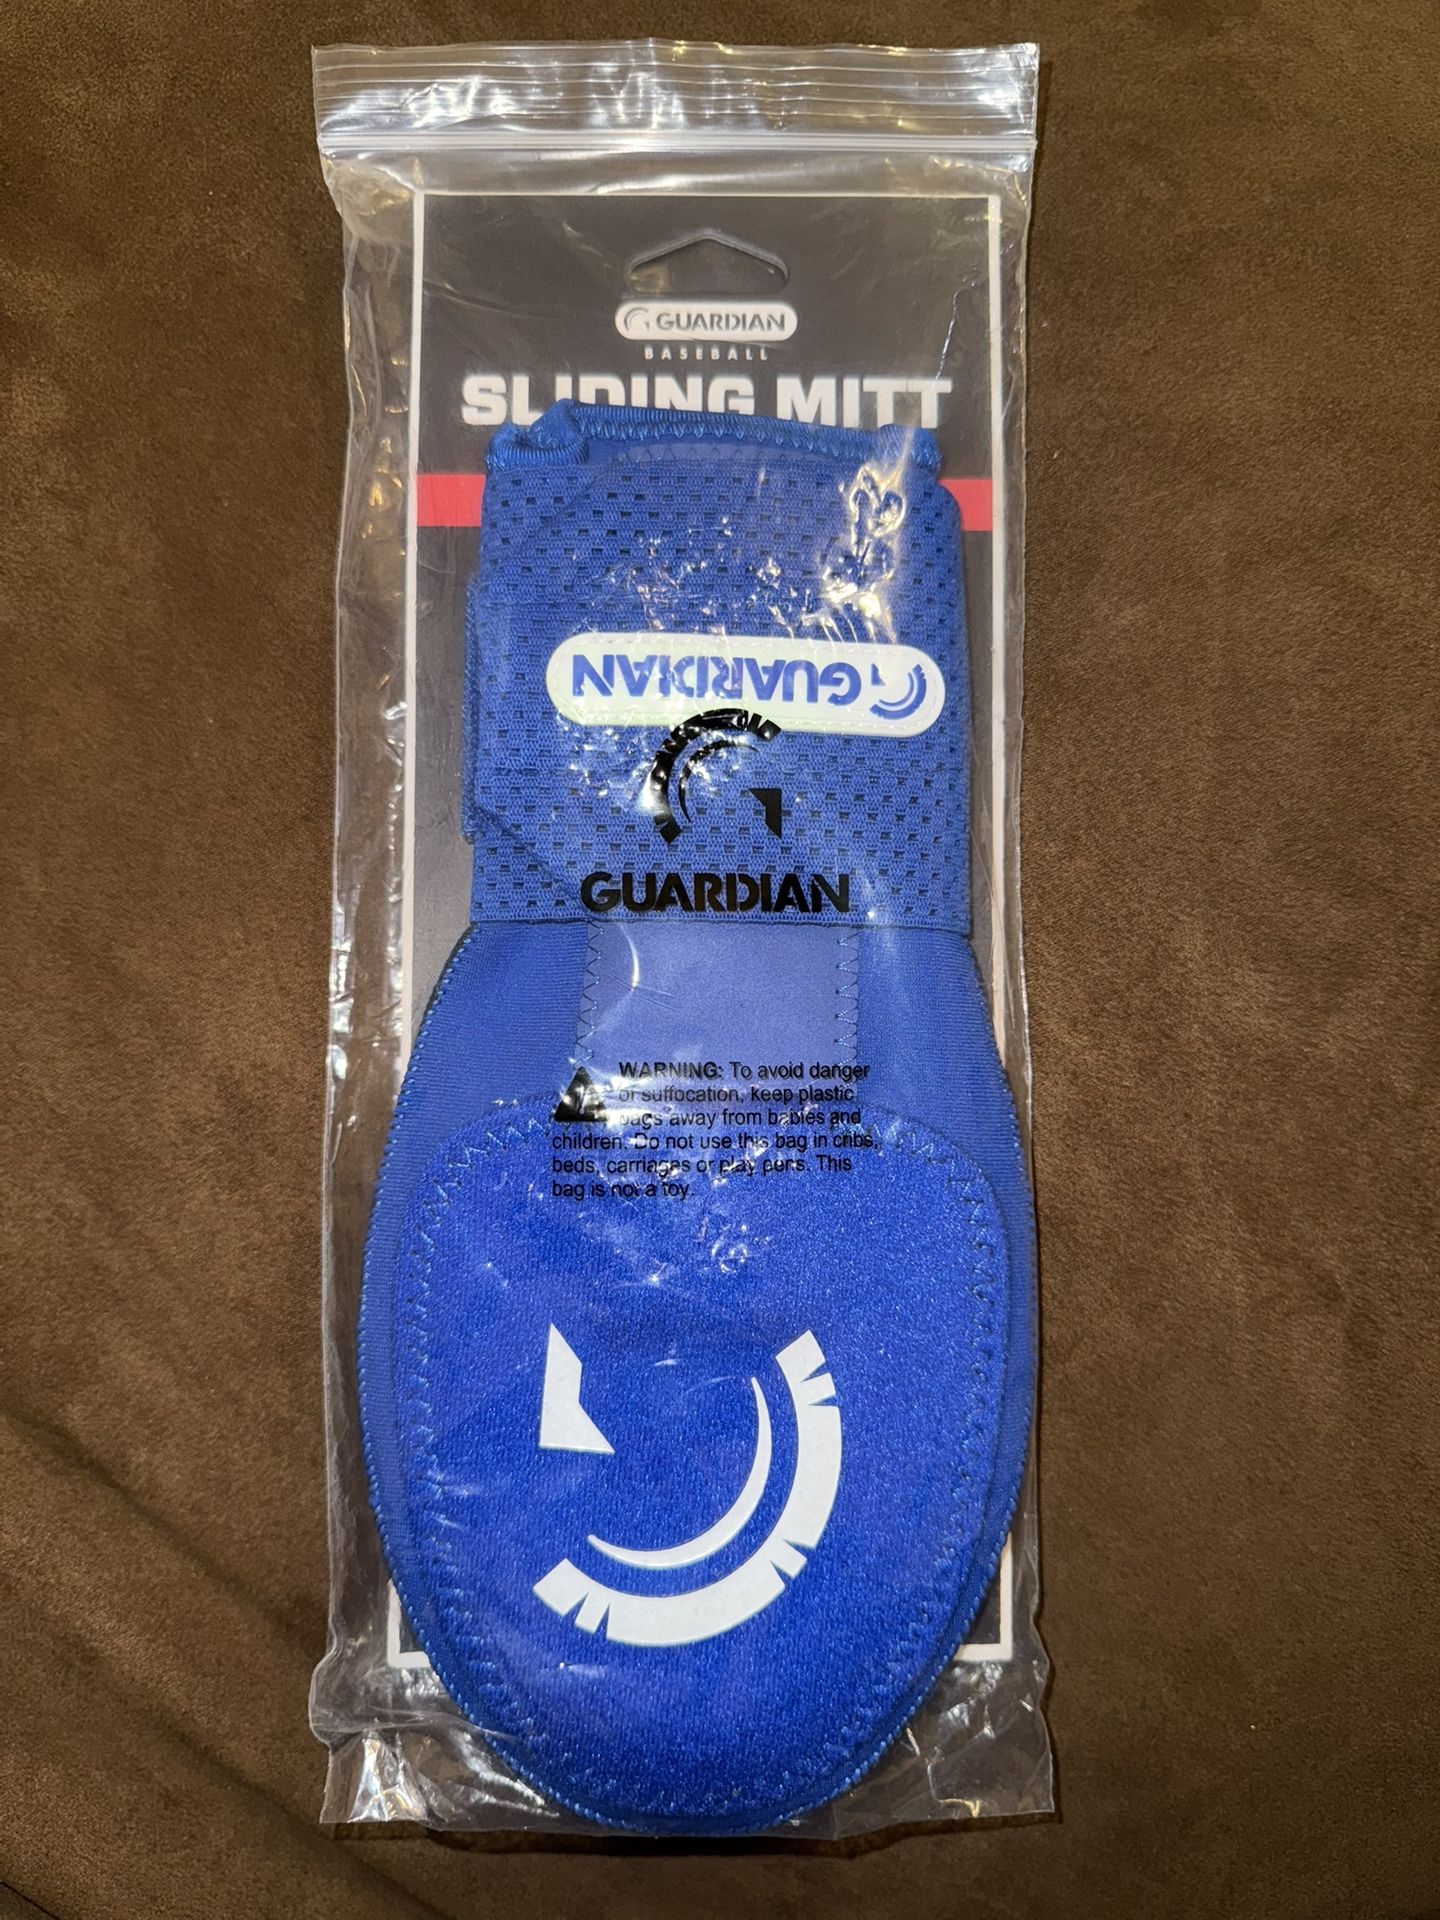 GUARDIAN
BASEBALL
SLIDING MITT
GUARDIAN
GUARDIAN
WARNING: To avoid danger
of suffocation, keep plastic
bags away from babies and
children. Do not use this bag in cribs,
beds, carriages or play pens. This
bag is not a toy.